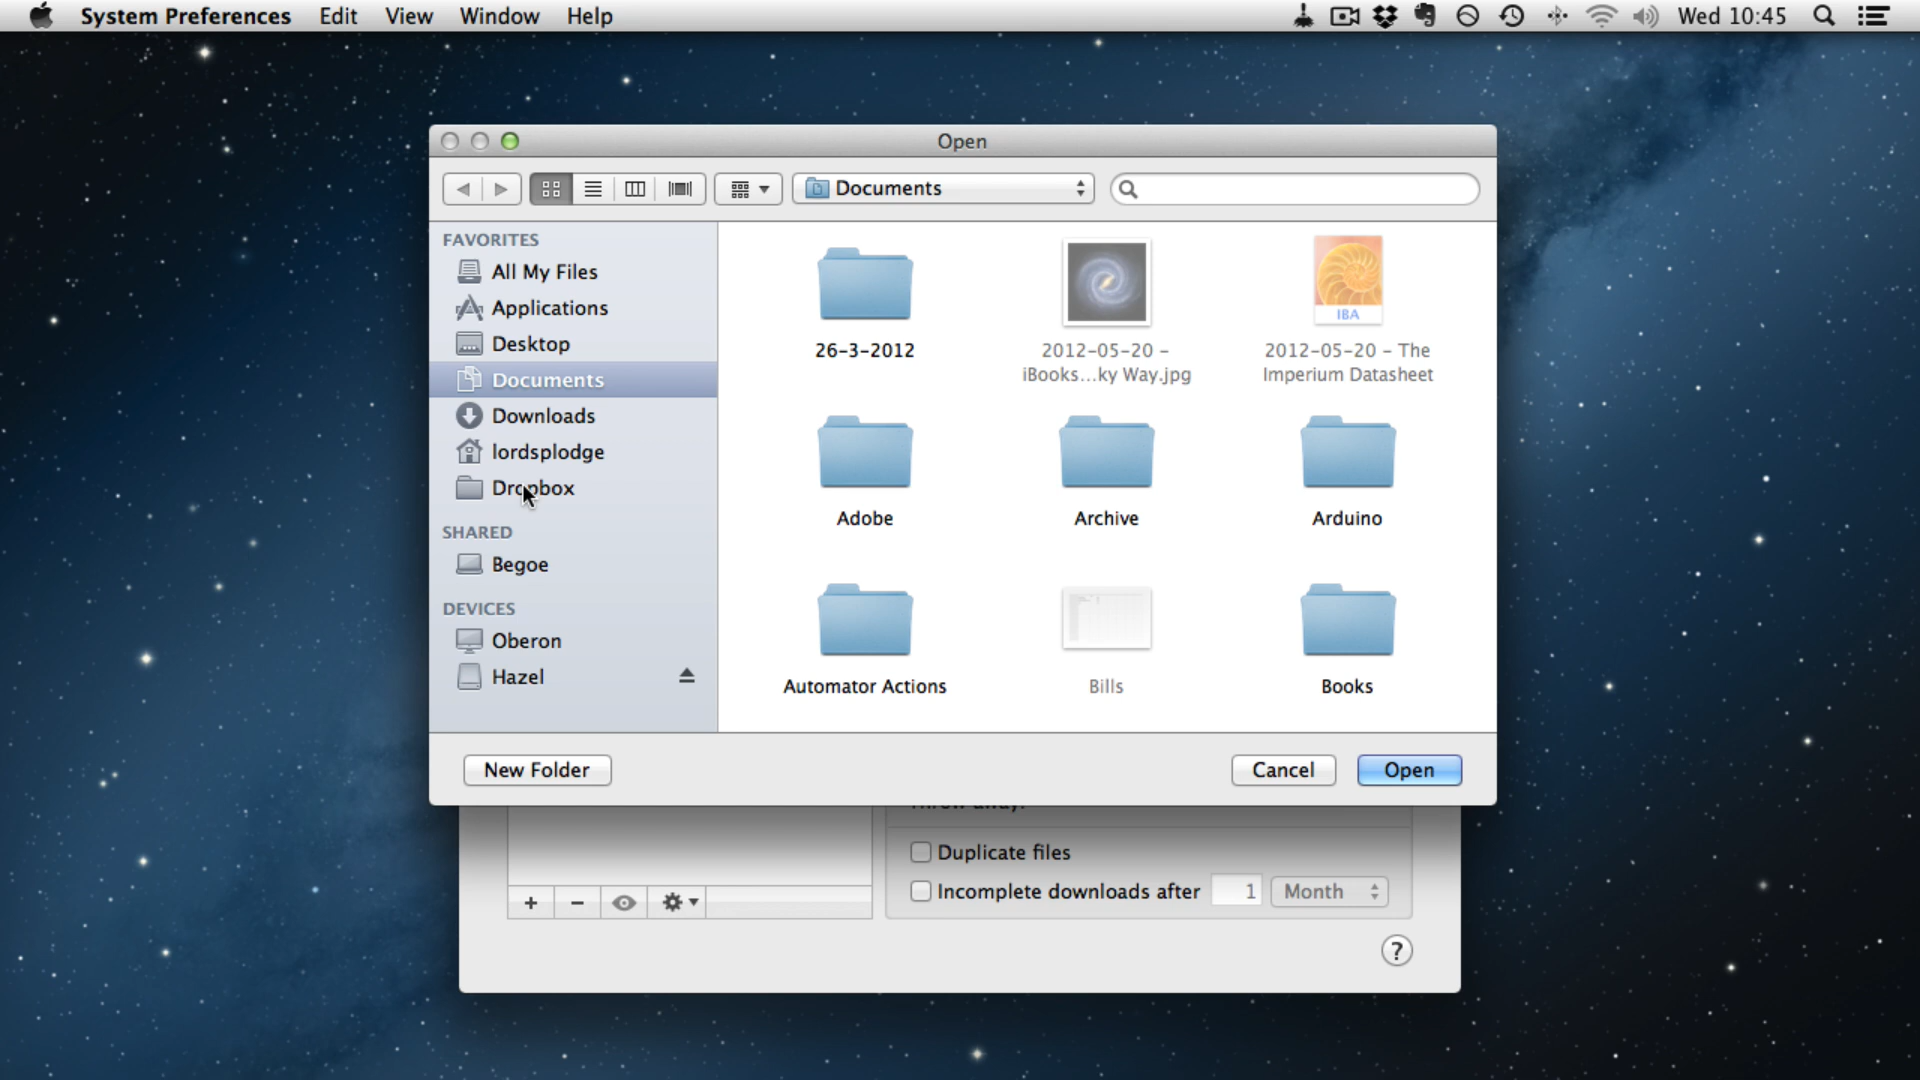 System Preferences Edit View Window Help Wed 10:45
Open
Documents
FAVORITES
All My Files
Applications
Desktop
Documents
Downloads
lordsplodge
Dropbox
SHARED
Begoe
DEVICES
Oberon
Hazel
26-3-2012
2012-05-20 -
iBooks...ky Way.jpg
IBA
2012-05-20 - The
Imperium Datasheet
Adobe
Archive
Arduino
Automator Actions
Bills
Books
New Folder
Cancel
Open
Duplicate files
Incomplete downloads after 1 Month
+ -
?